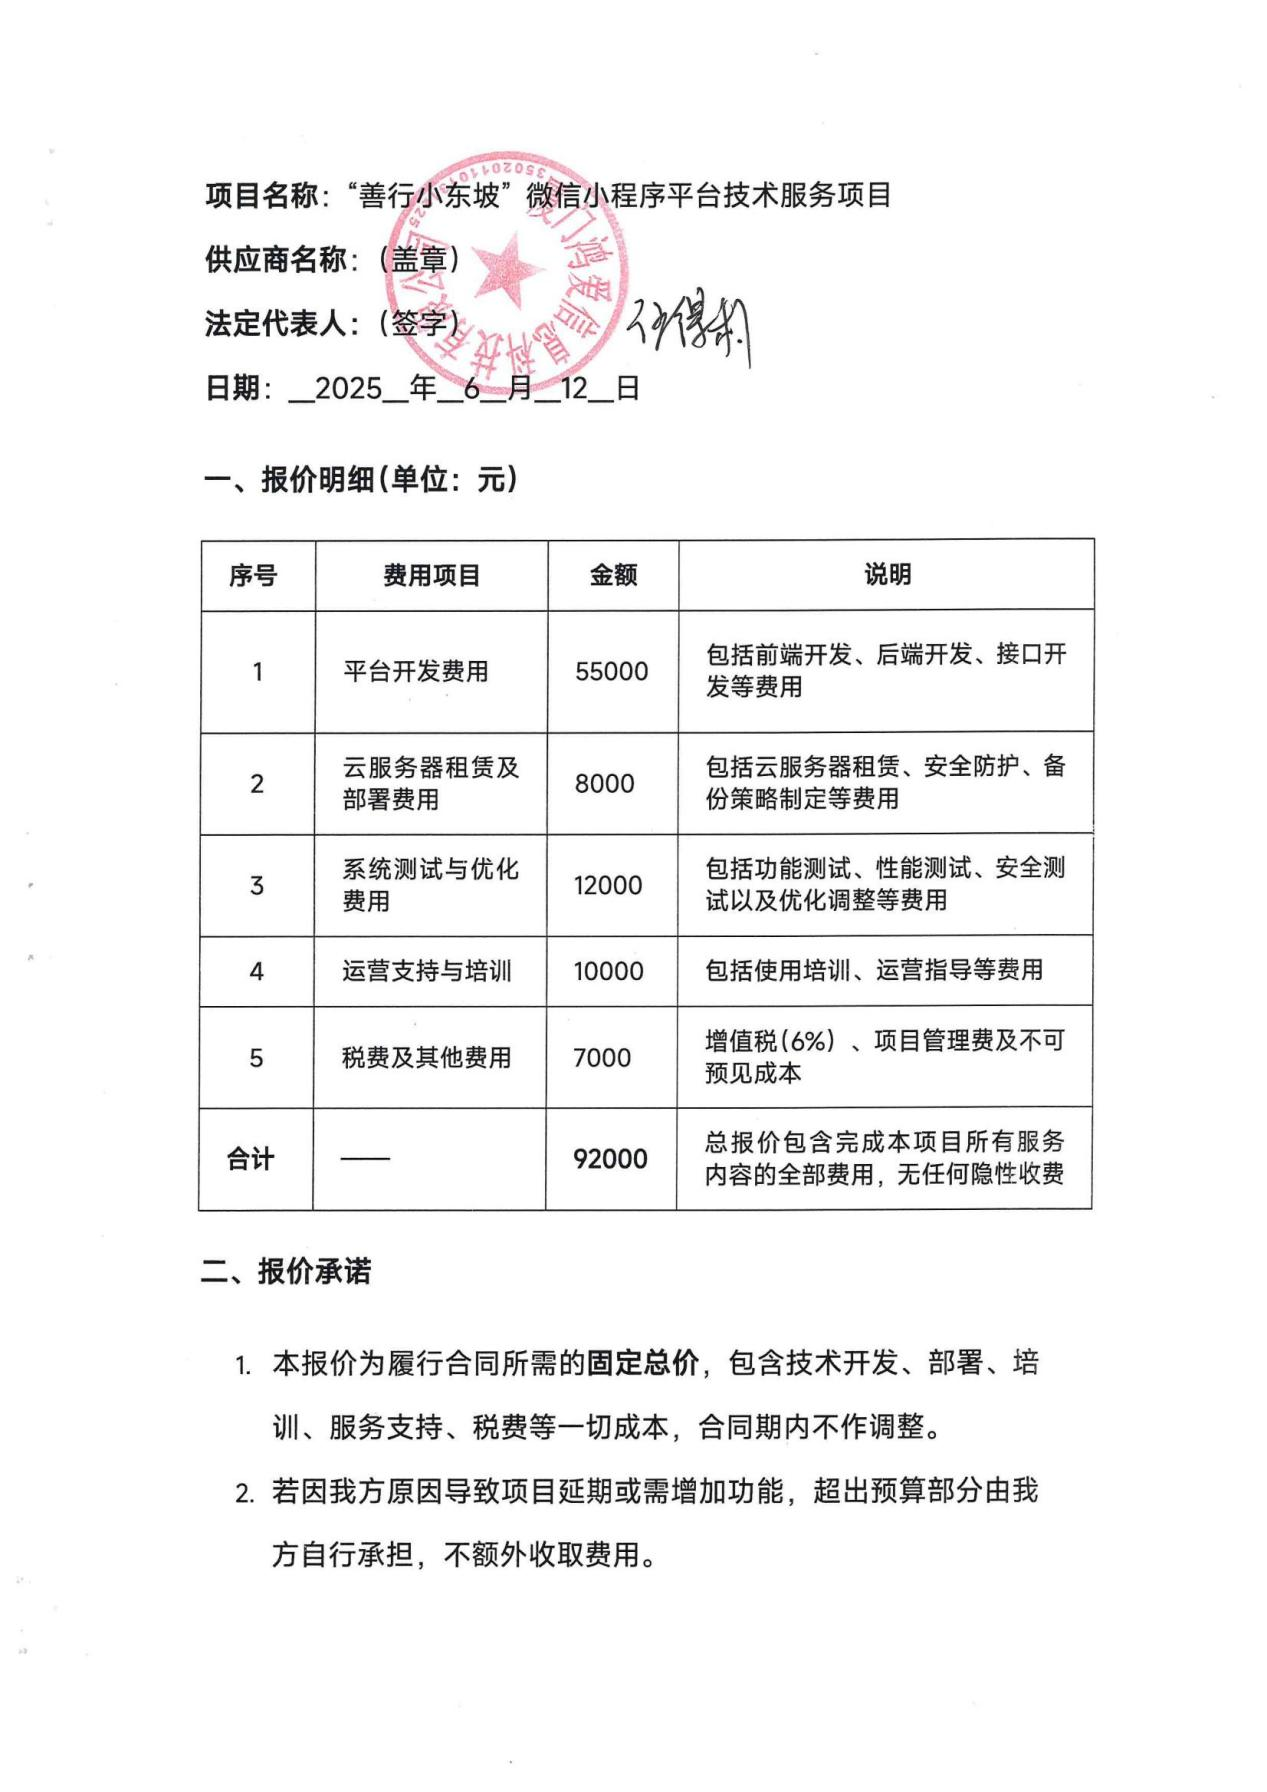 项目名称：“善行小东坡”微信小程序平台技术服务项目
供应商名称：（盖章）
法定代表人：（签字）
日期：__2025__年__6__月__12__日
厦门鸿爱信息科技有限公司
一、报价明细（单位：元）
序号 费用项目 金额 说明
1 平台开发费用 55000 包括前端开发、后端开发、接口开
发等费用
2 云服务器租赁及
部署费用 8000 包括云服务器租赁、安全防护、备
份策略制定等费用
3 系统测试与优化
费用 12000 包括功能测试、性能测试、安全测
试以及优化调整等费用
4 运营支持与培训 10000 包括使用培训、运营指导等费用
5 税费及其他费用 7000 增值税（6%）、项目管理费及不可
预见成本
合计 —— 92000 总报价包含完成本项目所有服务
内容的全部费用，无任何隐性收费
二、报价承诺
1. 本报价为履行合同所需的固定总价，包含技术开发、部署、培
训、服务支持、税费等一切成本，合同期内不作调整。
2. 若因我方原因导致项目延期或需增加功能，超出预算部分由我
方自行承担，不额外收取费用。